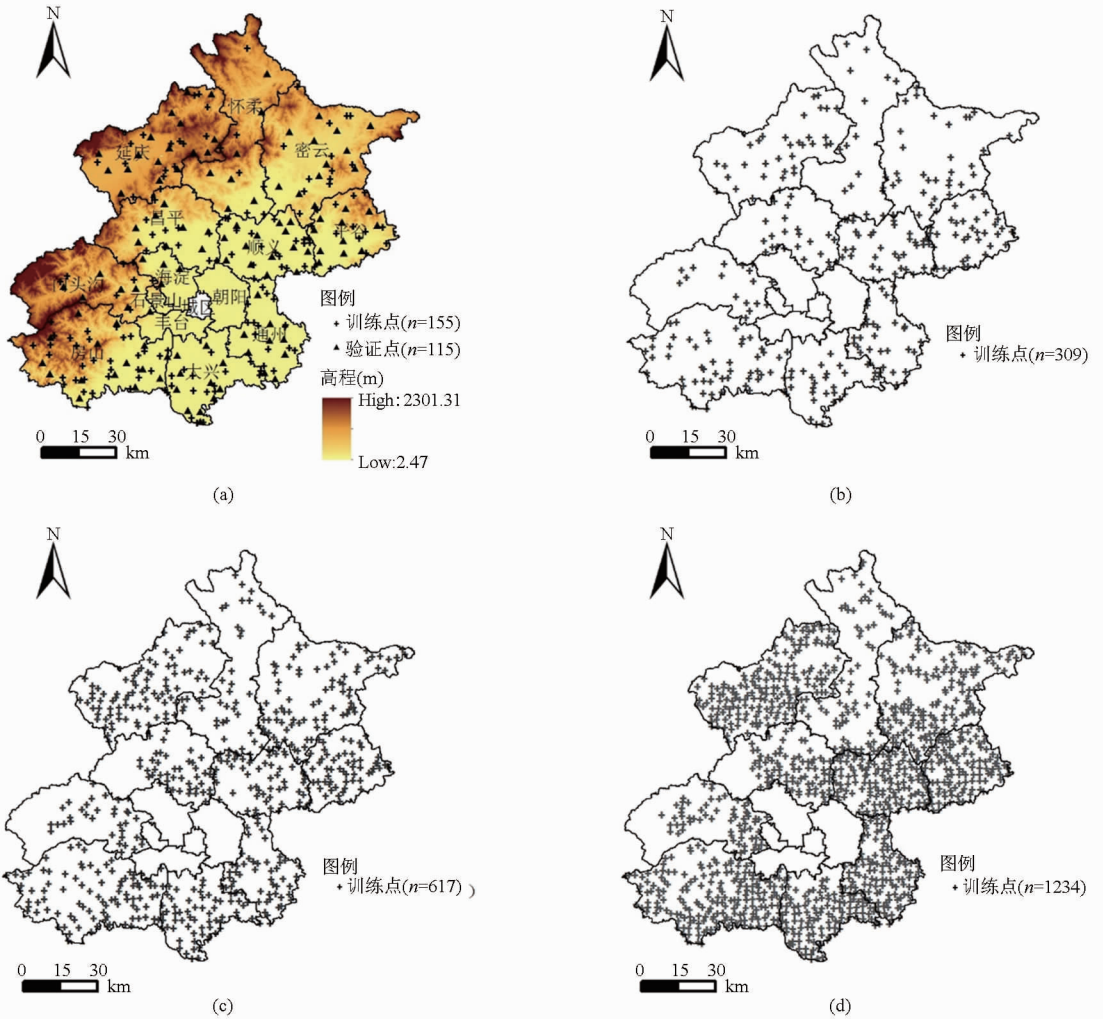 N
怀柔
延庆
密云
昌平
顺义
平谷
门头沟
海淀
石景山
城区
朝阳
丰台
通州
房山
大兴
图例
训练点(n=155)
验证点(n=115)
高程(m)
High:2301.31
Low:2.47
0 15 30
km
(a)
N
图例
训练点(n=309)
0 15 30
km
(b)
N
图例
训练点(n=617) )
0 15 30
km
(c)
N
图例
训练点(n=1234)
0 15 30
km
(d)